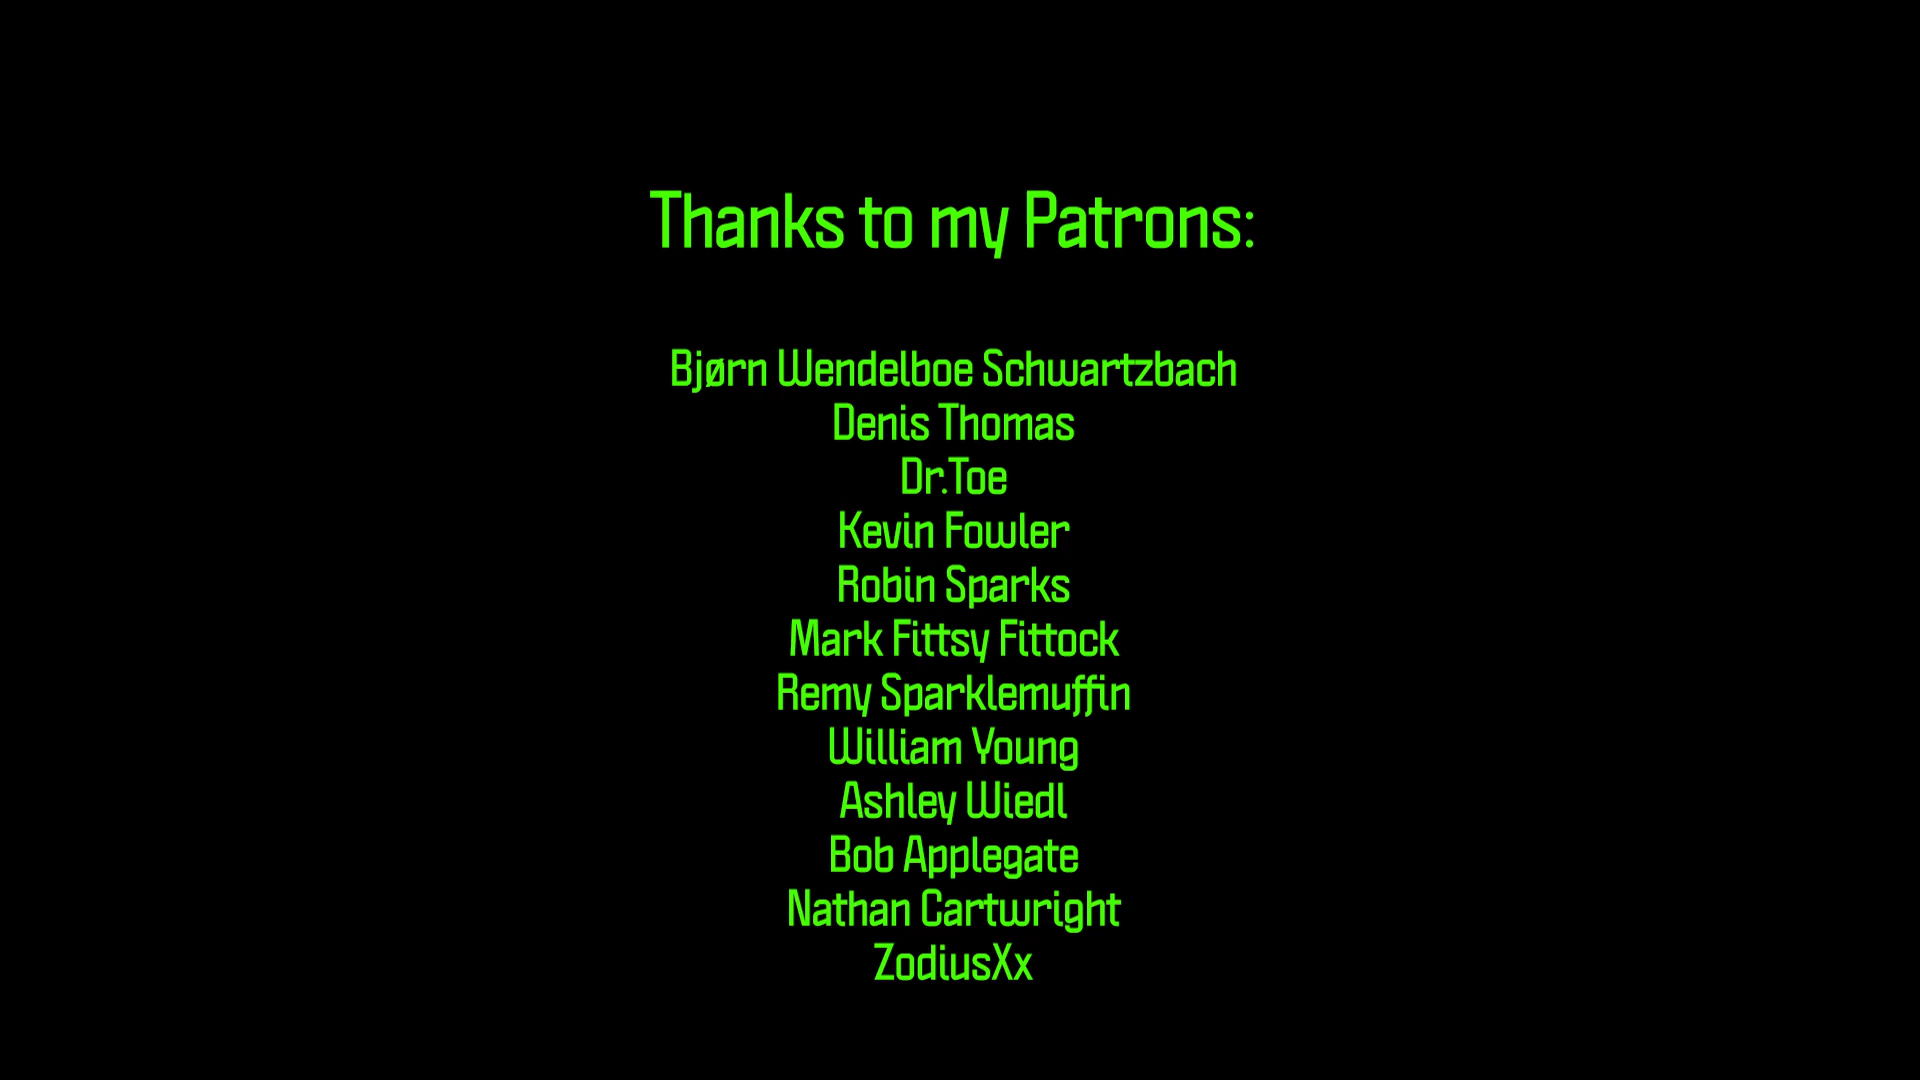 Thanks to my Patrons:
Bjørn Wendelboe Schwartzbach
Denis Thomas
Dr.Toe
Kevin Fowler
Robin Sparks
Mark Fittsy Fittock
Remy Sparklemuffin
William Young
Ashley Wiedl
Bob Applegate
Nathan Cartwright
ZodiusXx